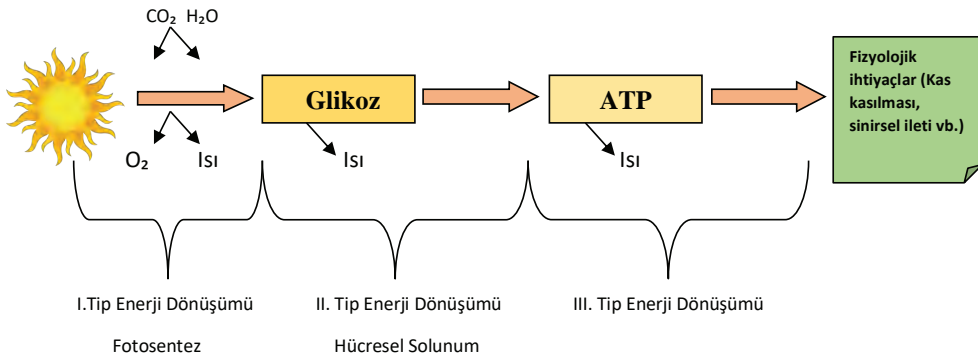 CO₂ H₂O
Glikoz
ATP
Fizyolojik
ihtiyaçlar (Kas
kasılması,
sinirsel ileti vb.)
O₂ Isı
Isı
Isı
I.Tip Enerji Dönüşümü
Fotosentez
II. Tip Enerji Dönüşümü
Hücresel Solunum
III. Tip Enerji Dönüşümü